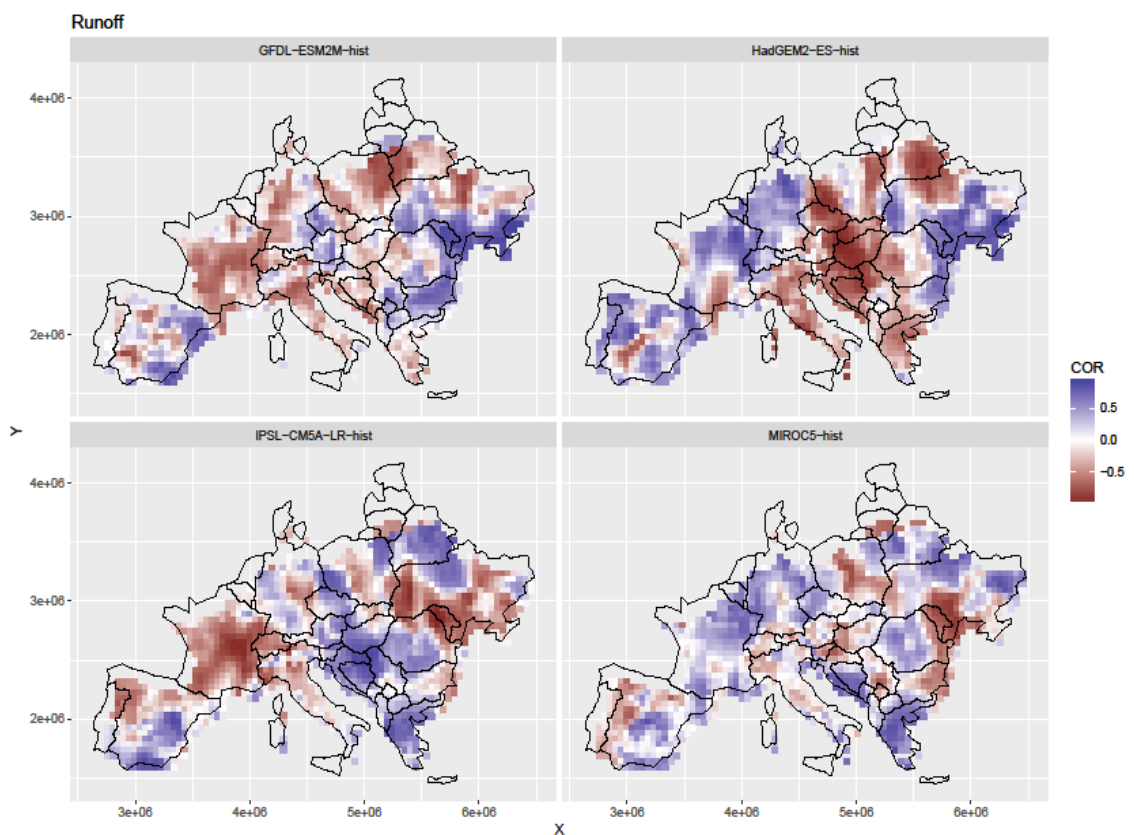 Runoff
GFDL-ESM2M-hist
HadGEM2-ES-hist
4e+06
3e+06
2e+06
IPSL-CM5A-LR-hist
MIROC5-hist
4e+06
3e+06
2e+06
3e+06 4e+06 5e+06 6e+06
3e+06 4e+06 5e+06 6e+06
X
Y
COR
0.5
0.0
−0.5